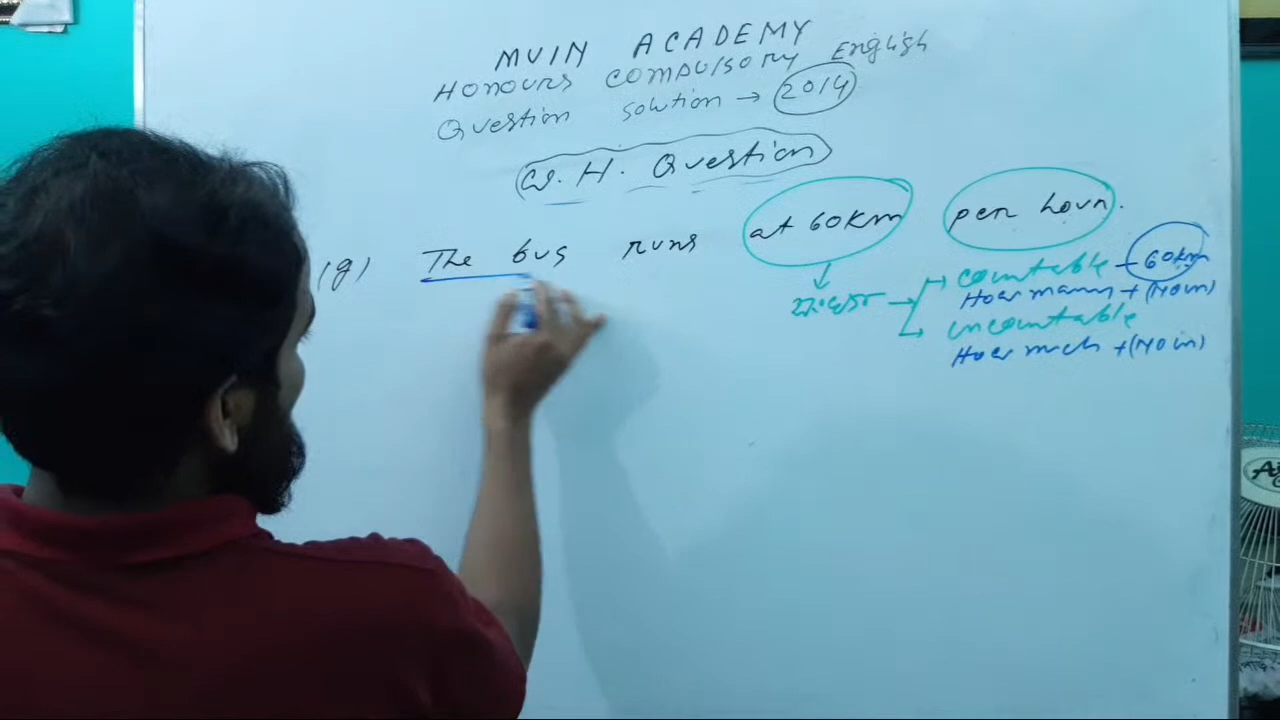 MUIN ACADEMY
HONOURS COMPULSORY English
Question solution → 2014
W. H. Question
(g) The bus runs at 60km per hour.
সংখ্যা → countable - 60km
How many + (Noun)
uncountable
How much + (Noun)